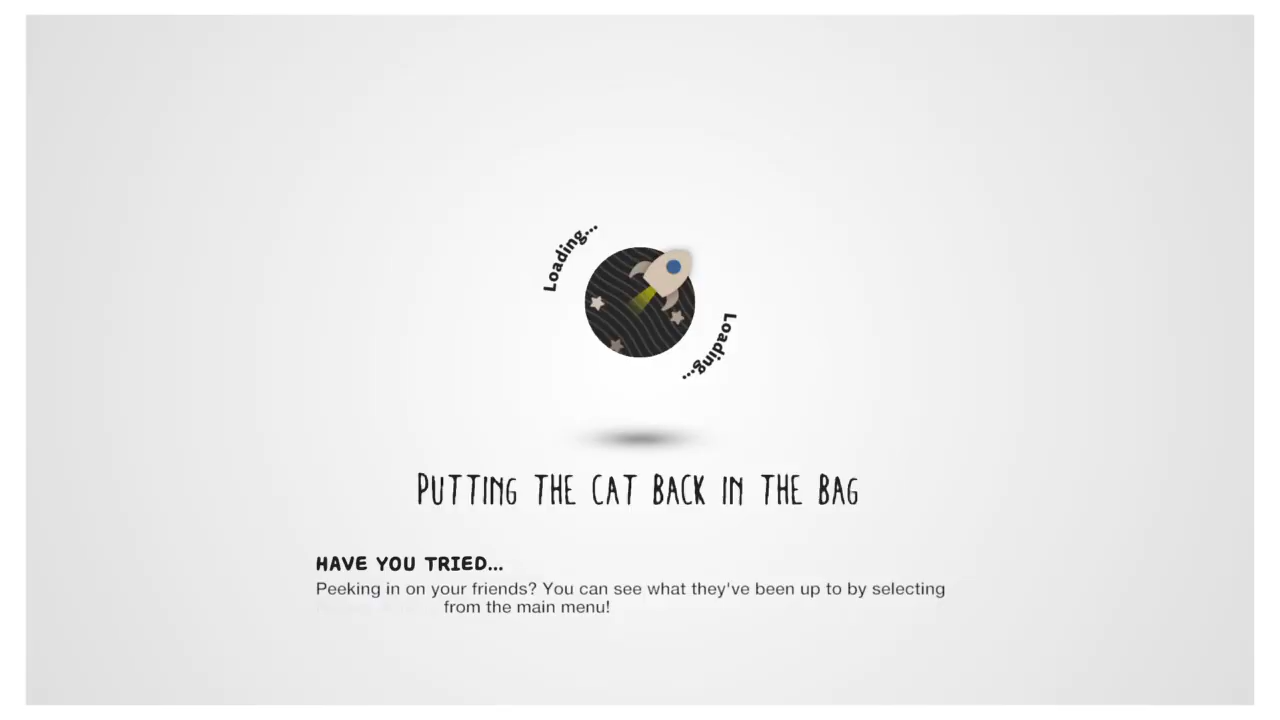 Loading...
Loading...
PUTTING THE CAT BACK IN THE BAG
HAVE YOU TRIED...
Peeking in on your friends? You can see what they've been up to by selecting
from the main menu!